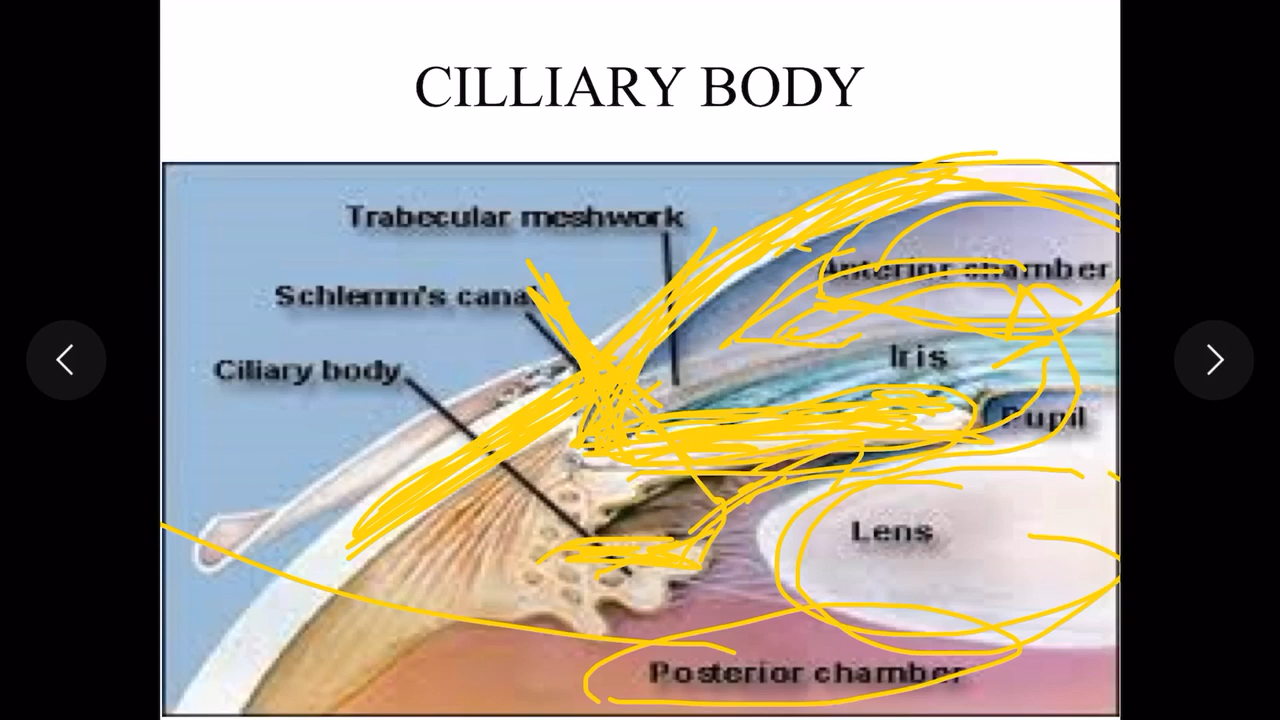 CILLIARY BODY
Trabecular meshwork
Anterior chamber
Schlemm's canal
Iris
Ciliary body
Pupil
Lens
Posterior chamber